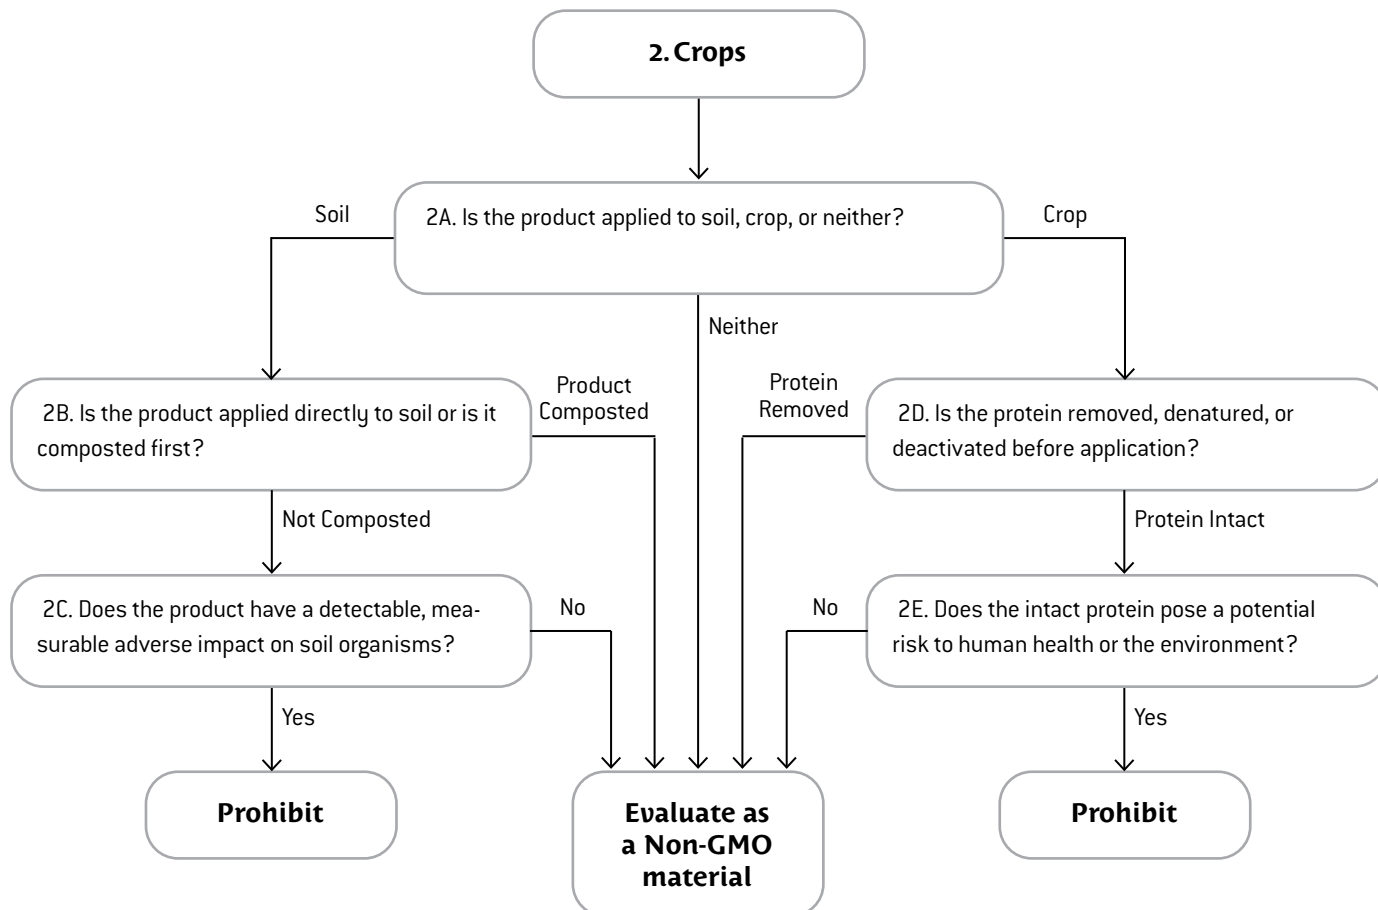 2. Crops
2A. Is the product applied to soil, crop, or neither?
Soil
Crop
Neither
2B. Is the product applied directly to soil or is it
composted first?
Product
Composted
Protein
Removed
2D. Is the protein removed, denatured, or
deactivated before application?
Not Composted
Protein Intact
2C. Does the product have a detectable, mea-
surable adverse impact on soil organisms?
No
No
2E. Does the intact protein pose a potential
risk to human health or the environment?
Yes
Yes
Prohibit
Evaluate as
a Non-GMO
material
Prohibit